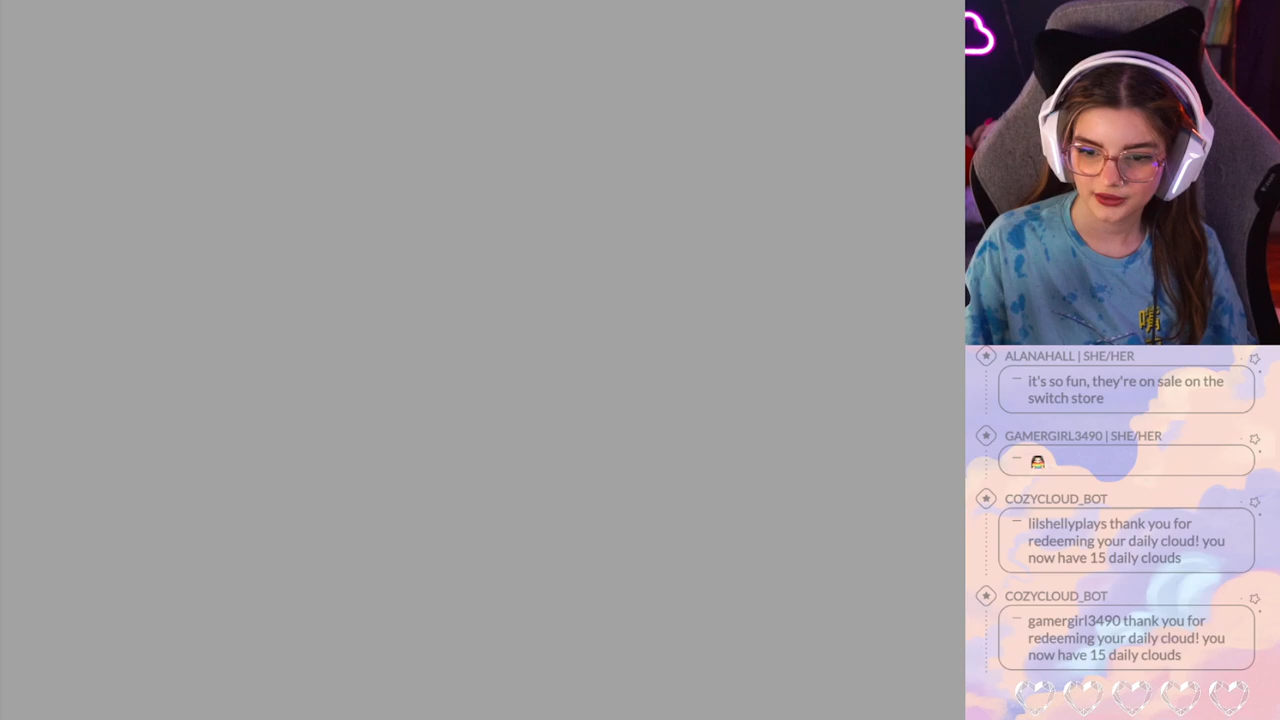 嘴
ALANAHALL | SHE/HER
it's so fun, they're on sale on the
switch store
GAMERGIRL3490 | SHE/HER
COZYCLOUD_BOT
lilshellyplays thank you for
redeeming your daily cloud! you
now have 15 daily clouds
COZYCLOUD_BOT
gamergirl3490 thank you for
redeeming your daily cloud! you
now have 15 daily clouds